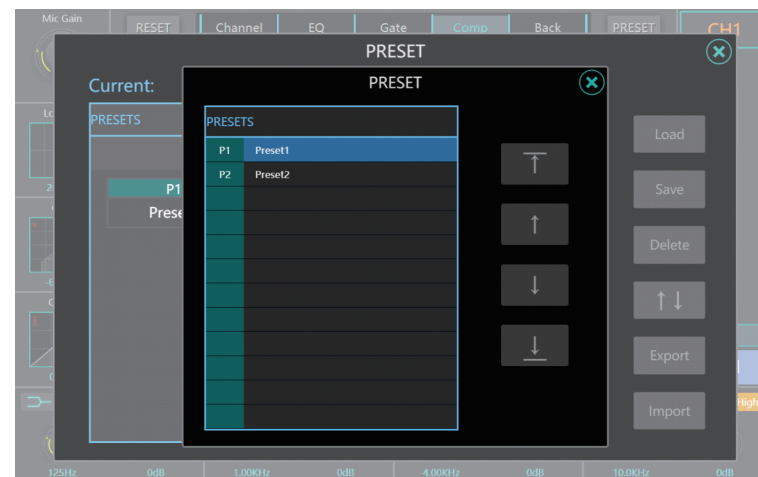 Mic Gain
RESET
Channel
EQ
Gate
Comp
Back
PRESET
CH1
PRESET
Current:
PRESET
PRESETS
PRESETS
P1 Preset1
P2 Preset2
P1
Prese
Load
Save
Delete
↑ ↓
Export
Import
Lc
High
125Hz 0dB 1.00KHz 0dB 4.00KHz 0dB 10.0KHz 0dB